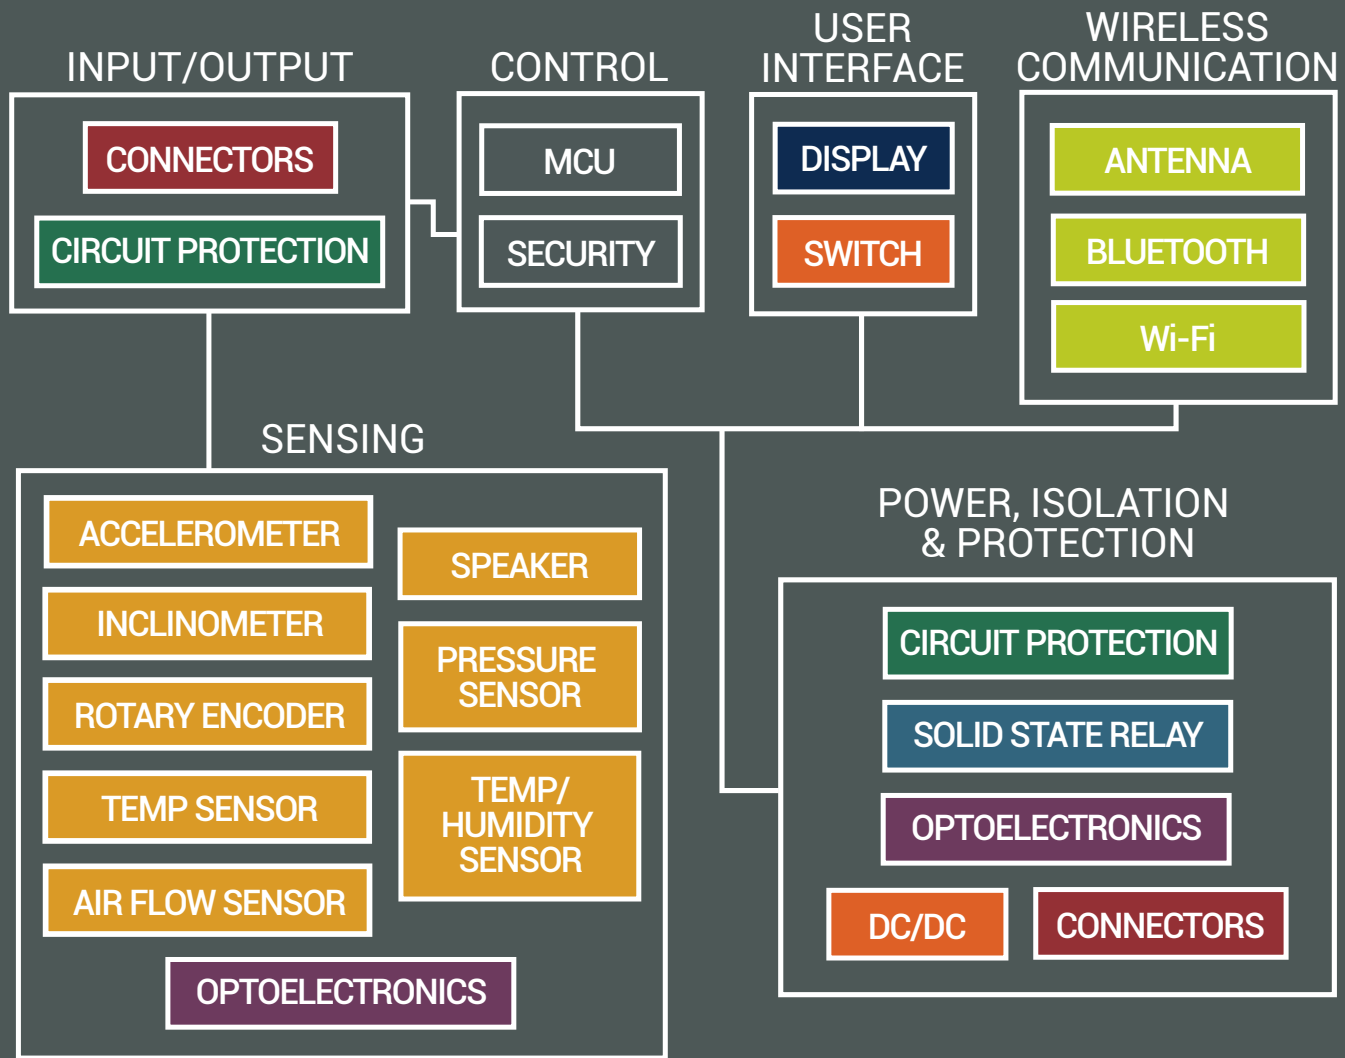 INPUT/OUTPUT
CONNECTORS
CIRCUIT PROTECTION
CONTROL
MCU
SECURITY
USER
INTERFACE
DISPLAY
SWITCH
WIRELESS
COMMUNICATION
ANTENNA
BLUETOOTH
Wi-Fi
SENSING
ACCELEROMETER
INCLINOMETER
ROTARY ENCODER
TEMP SENSOR
AIR FLOW SENSOR
SPEAKER
PRESSURE
SENSOR
TEMP/
HUMIDITY
SENSOR
OPTOELECTRONICS
POWER, ISOLATION
& PROTECTION
CIRCUIT PROTECTION
SOLID STATE RELAY
OPTOELECTRONICS
DC/DC
CONNECTORS